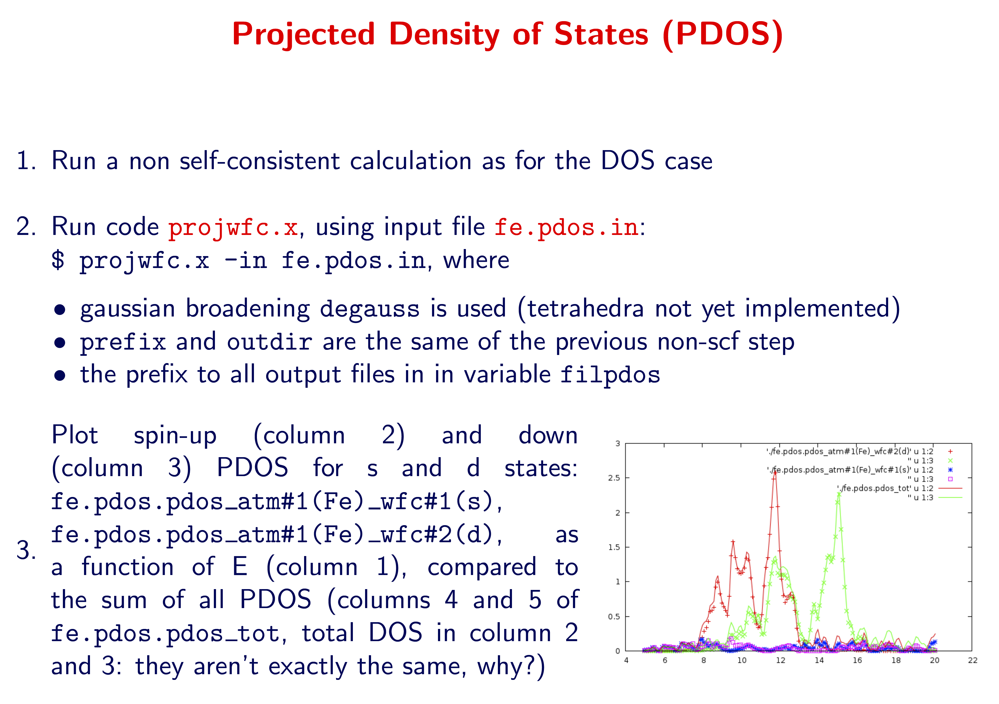 Projected Density of States (PDOS)
1. Run a non self-consistent calculation as for the DOS case
2. Run code projwfc.x, using input file fe.pdos.in:
$ projwfc.x -in fe.pdos.in, where
• gaussian broadening degauss is used (tetrahedra not yet implemented)
• prefix and outdir are the same of the previous non-scf step
• the prefix to all output files in in variable filpdos
Plot spin-up (column 2) and down
(column 3) PDOS for s and d states:
fe.pdos.pdos_atm#1(Fe)_wfc#1(s),
fe.pdos.pdos_atm#1(Fe)_wfc#2(d), as
3.
a function of E (column 1), compared to
the sum of all PDOS (columns 4 and 5 of
fe.pdos.pdos_tot, total DOS in column 2
and 3: they aren't exactly the same, why?)
3
2.5
2
1.5
1
0.5
0
4 6 8 10 12 14 16 18 20 22
'./fe.pdos.pdos_atm#1(Fe)_wfc#2(d)' u 1:2
'' u 1:3
'./fe.pdos.pdos_atm#1(Fe)_wfc#1(s)' u 1:2
'' u 1:3
'./fe.pdos.pdos_tot' u 1:2
'' u 1:3